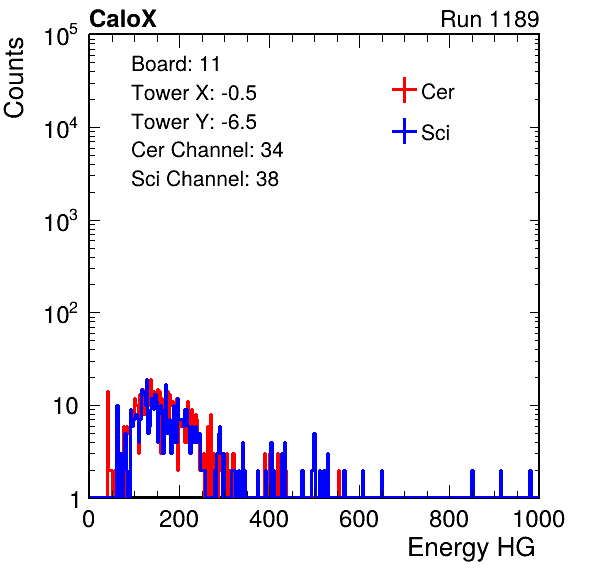 CaloX Run 1189
Board: 11
Tower X: -0.5
Tower Y: -6.5
Cer Channel: 34
Sci Channel: 38
Cer
Sci
Counts
10^5
10^4
10^3
10^2
10
1
0 200 400 600 800 1000
Energy HG